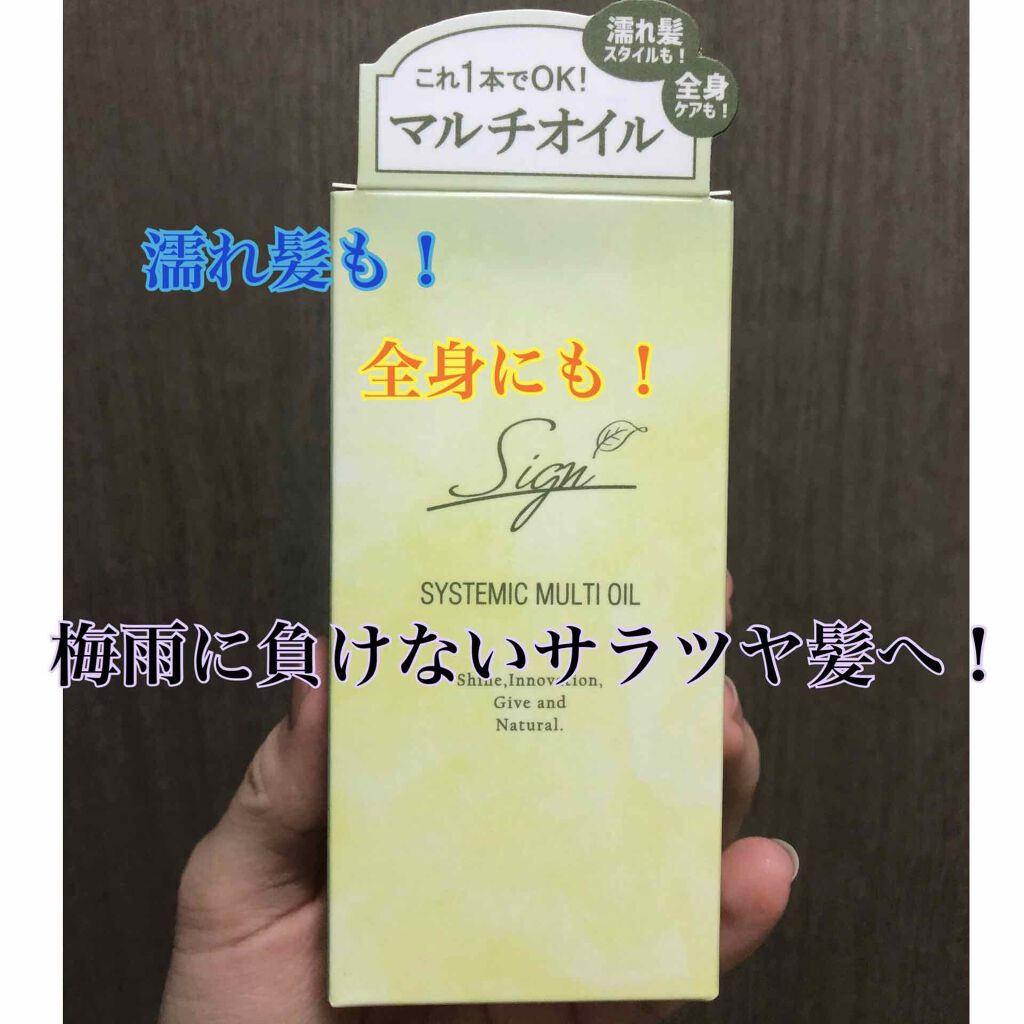 濡れ髪
スタイルも!
全身
ケアも!
これ1本でOK!
マルチオイル
濡れ髪も！
全身にも！
Sign
SYSTEMIC MULTI OIL
梅雨に負けないサラツヤ髪へ！
Shine,Innovation,
Give and
Natural.